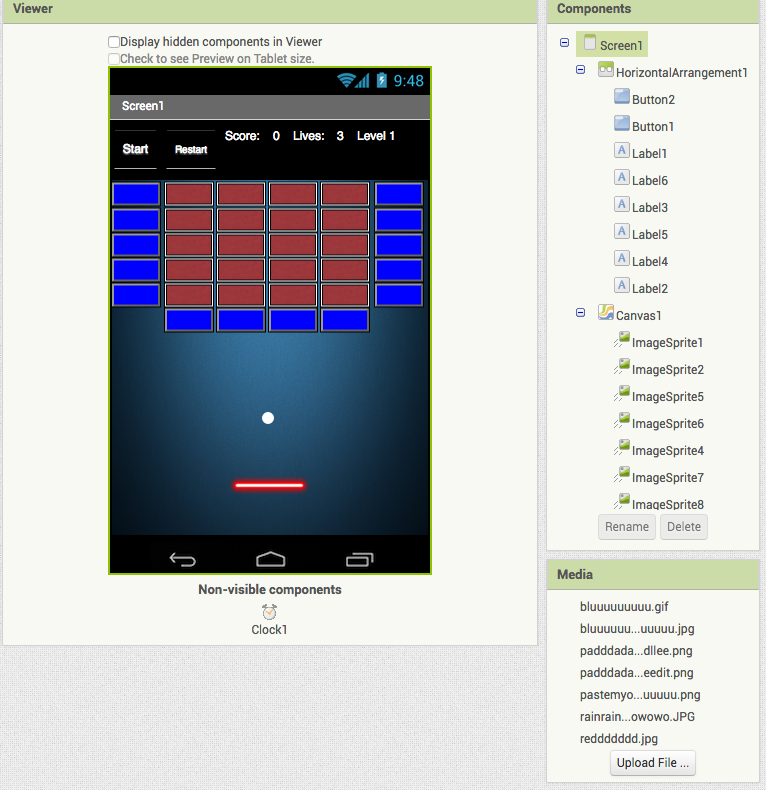 Viewer
Display hidden components in Viewer
Check to see Preview on Tablet size.
9:48
Screen1
Start
Restart
Score: 0 Lives: 3 Level 1
Non-visible components
Clock1
Components
Screen1
HorizontalArrangement1
Button2
Button1
A Label1
A Label6
A Label3
A Label5
A Label4
A Label2
Canvas1
ImageSprite1
ImageSprite2
ImageSprite5
ImageSprite6
ImageSprite4
ImageSprite7
ImageSprite8
Rename Delete
Media
bluuuuuuuuu.gif
bluuuuuu...uuuuu.jpg
padddada...dllee.png
padddada...eedit.png
pastemyo...uuuuu.png
rainrain...owowo.JPG
reddddddd.jpg
Upload File ...